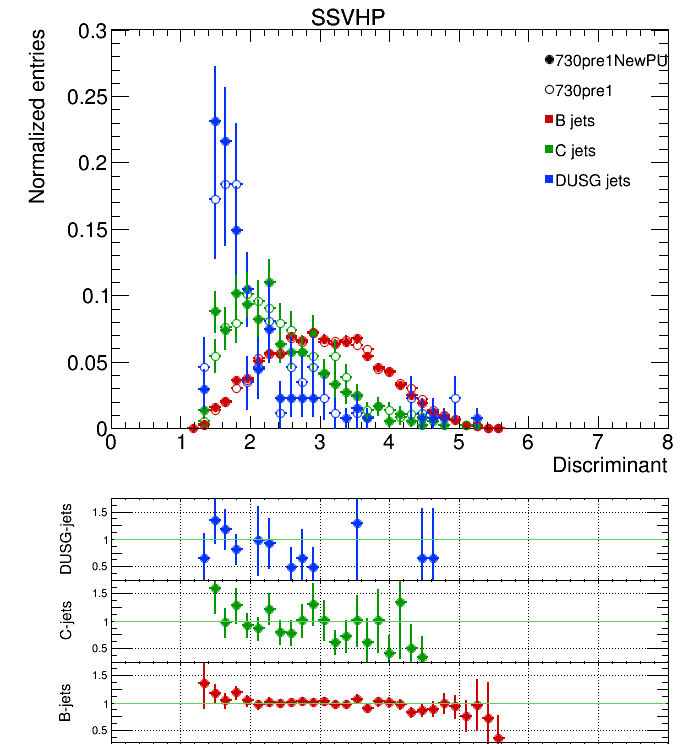 SSVHP
Normalized entries
0.3
0.25
0.2
0.15
0.1
0.05
0
730pre1NewPU
730pre1
B jets
C jets
DUSG jets
0 1 2 3 4 5 6 7 8
Discriminant
DUSG-jets
1.5
1
0.5
C-jets
1.5
1
0.5
B-jets
1.5
1
0.5